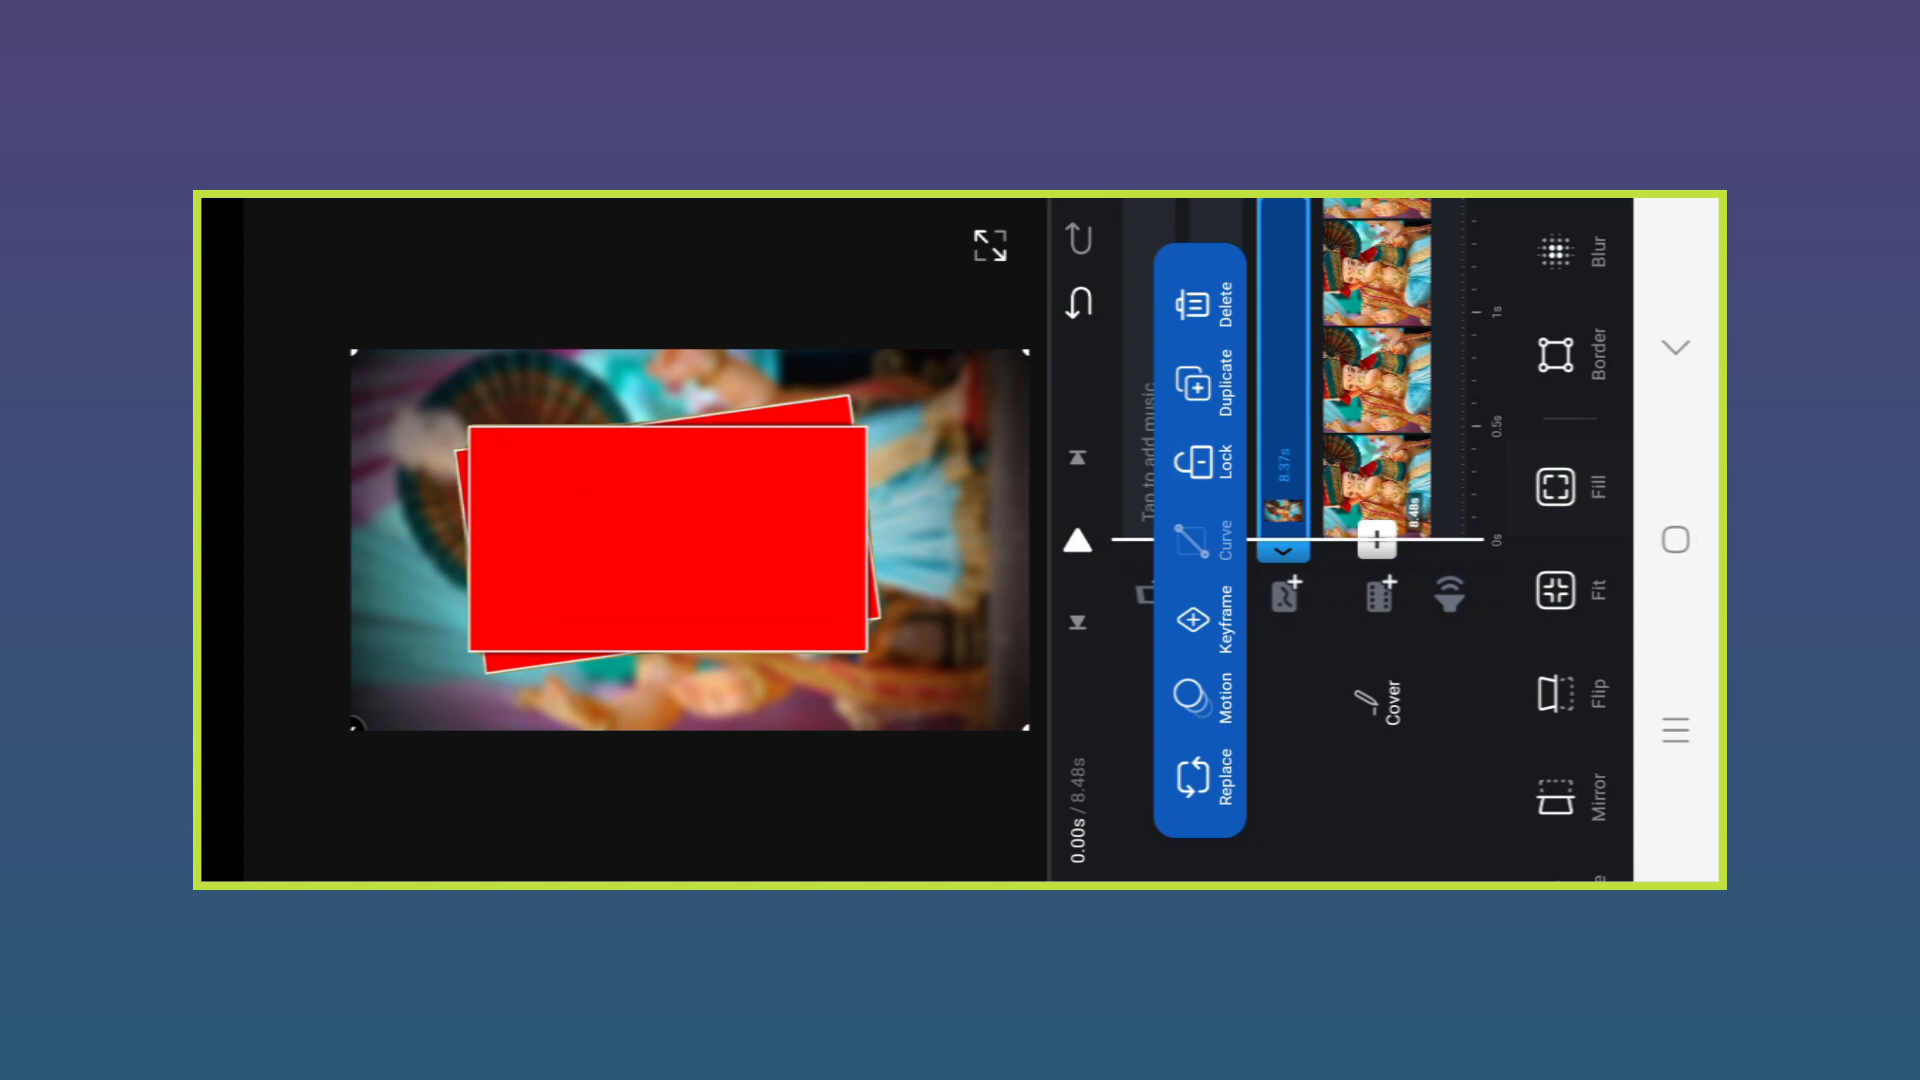 0.00s / 8.48s
Tap to add music
Replace
Motion
Keyframe
Curve
Lock
Duplicate
Delete
8.37s
Cover
8.48s
0s
0.5s
1s
Mirror
Flip
Fit
Fill
Border
Blur